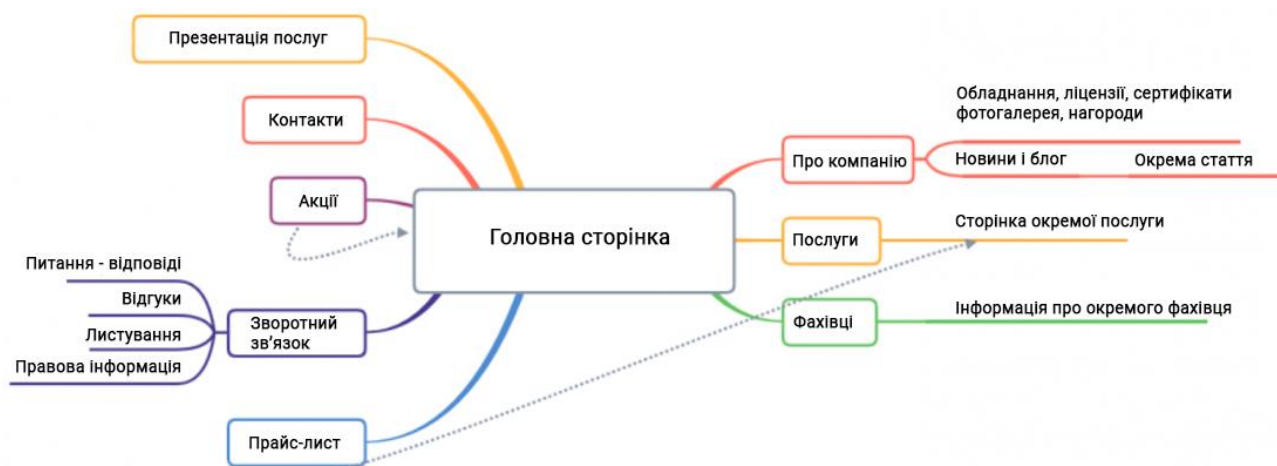 Презентація послуг
Контакти
Акції
Питання - відповіді
Відгуки
Листування
Правова інформація
Зворотний
зв'язок
Прайс-лист
Головна сторінка
Про компанію
Обладнання, ліцензії, сертифікати
фотогалерея, нагороди
Новини і блог
Окрема стаття
Послуги
Сторінка окремої послуги
Фахівці
Інформація про окремого фахівця